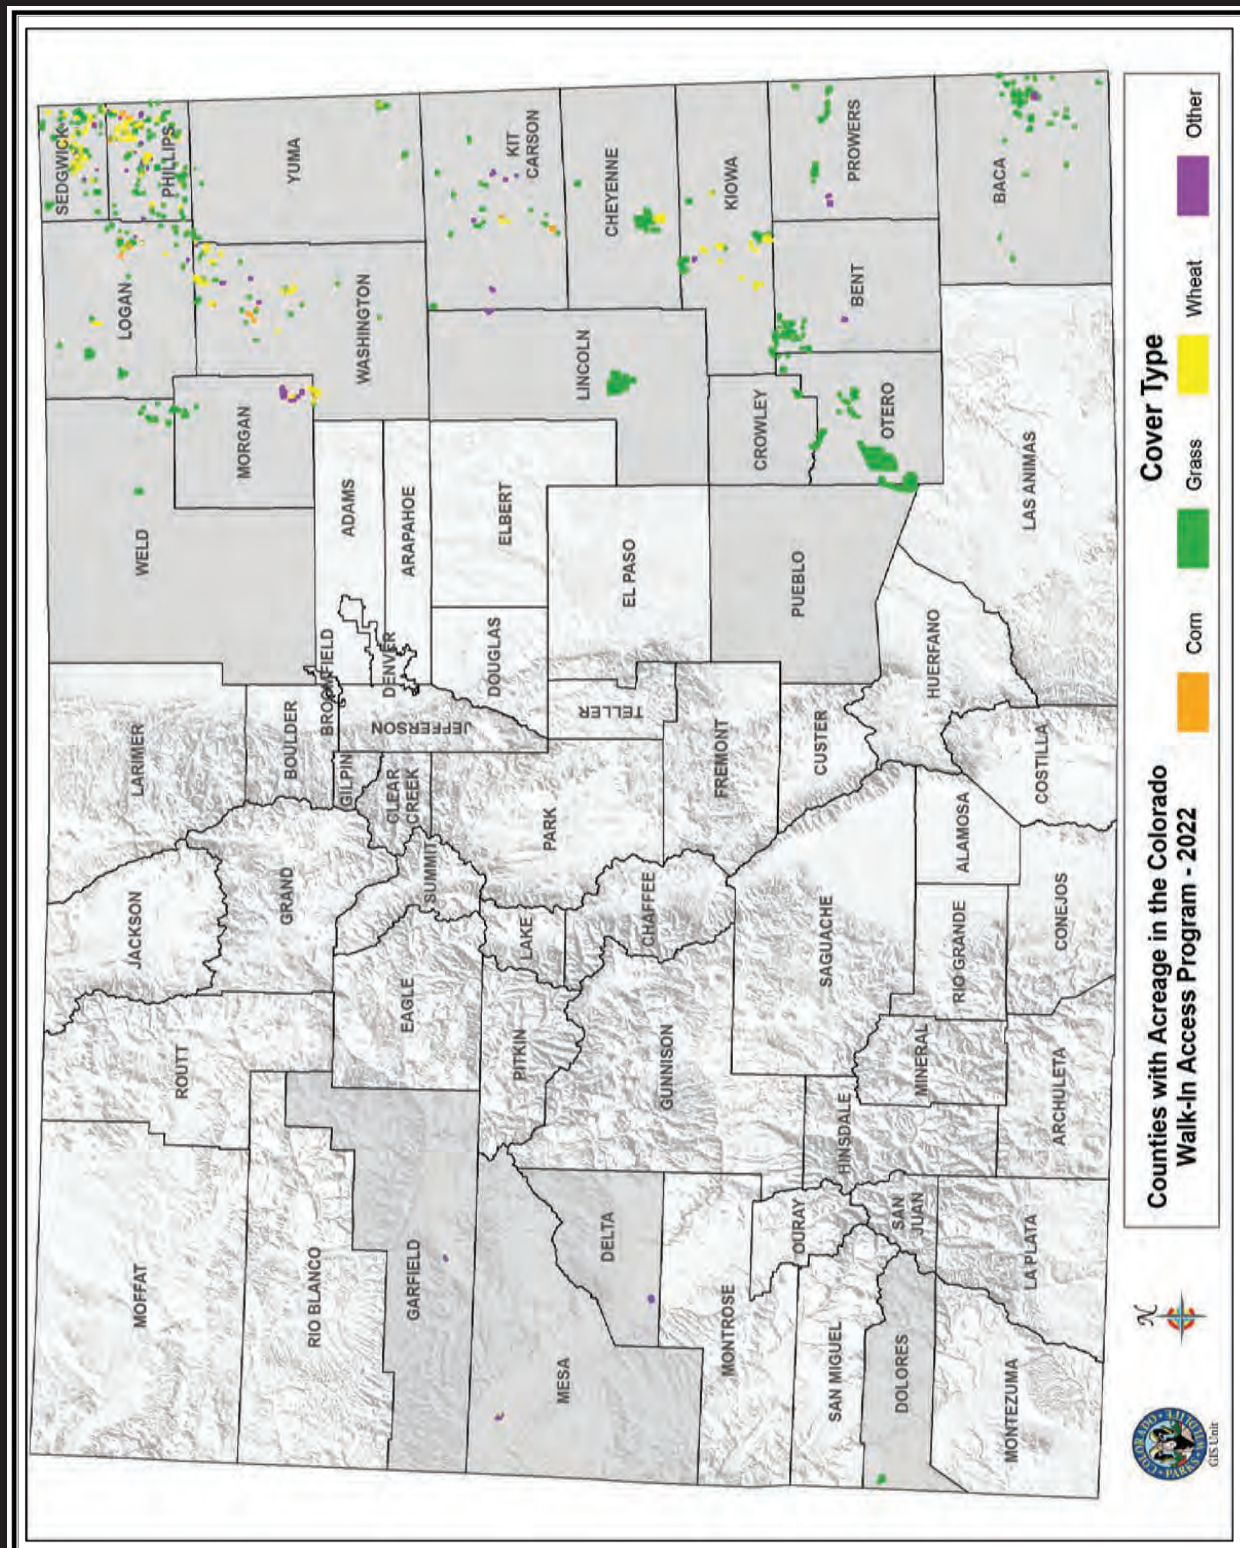 MOFFAT
ROUTT
JACKSON
LARIMER
WELD
LOGAN
SEDGWICK
PHILLIPS
RIO BLANCO
GRAND
BOULDER
BROOMFIELD
MORGAN
WASHINGTON
YUMA
GARFIELD
EAGLE
SUMMIT
GILPIN
CLEAR
CREEK
JEFFERSON
DENVER
ADAMS
ARAPAHOE
MESA
PITKIN
LAKE
PARK
DOUGLAS
ELBERT
LINCOLN
KIT
CARSON
DELTA
GUNNISON
CHAFFEE
TELLER
EL PASO
CHEYENNE
MONTROSE
OURAY
SAGUACHE
FREMONT
PUEBLO
CROWLEY
KIOWA
SAN MIGUEL
HINSDALE
CUSTER
OTERO
BENT
PROWERS
DOLORES
SAN
JUAN
MINERAL
RIO GRANDE
ALAMOSA
HUERFANO
LAS ANIMAS
BACA
MONTEZUMA
LA PLATA
ARCHULETA
CONEJOS
COSTILLA
COLORADO
PARKS
WILDLIFE
GIS Unit
N
Counties with Acreage in the Colorado
Walk-In Access Program - 2022
Cover Type
Corn
Grass
Wheat
Other